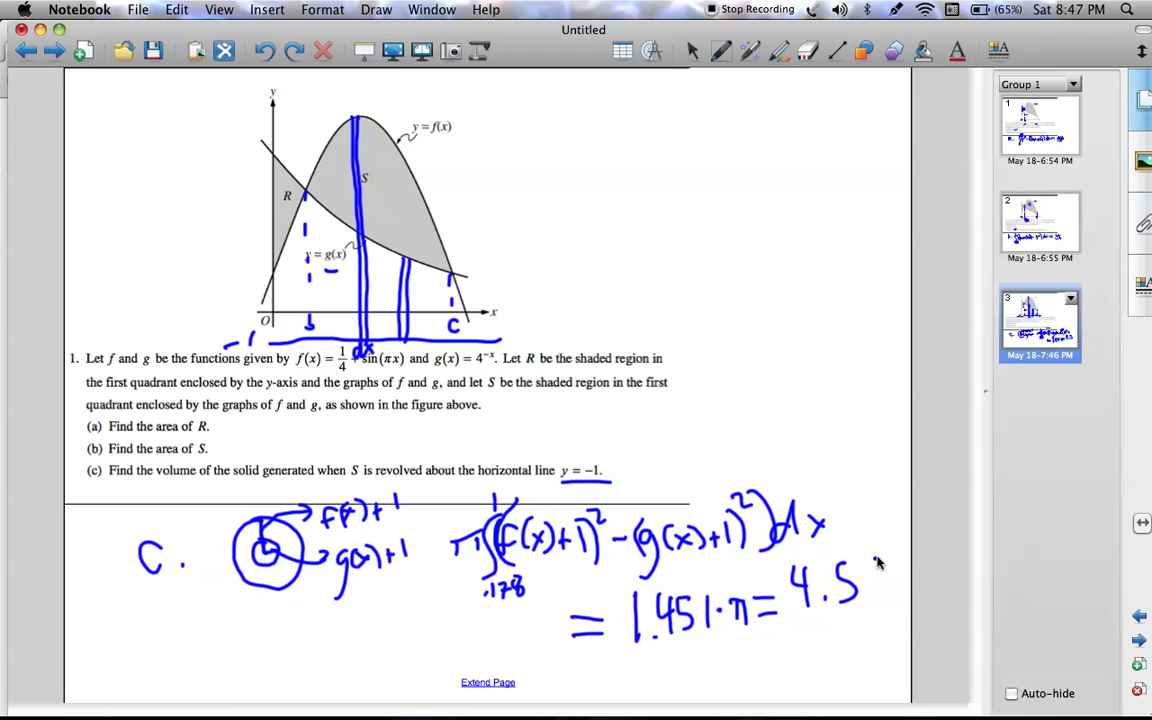 Notebook File Edit View Insert Format Draw Window Help Stop Recording (65%) Sat 8:47 PM
Untitled
Group 1
1
May 18-6:54 PM
2
May 18-6:55 PM
3
May 18-7:46 PM
y
y = f(x)
S
R
y = g(x)
O
b
c
x
-1
dx
1. Let f and g be the functions given by f(x) = 1/4 + sin(πx) and g(x) = 4^-x. Let R be the shaded region in
the first quadrant enclosed by the y-axis and the graphs of f and g, and let S be the shaded region in the first
quadrant enclosed by the graphs of f and g, as shown in the figure above.
(a) Find the area of R.
(b) Find the area of S.
(c) Find the volume of the solid generated when S is revolved about the horizontal line y = −1.
C. f(x)+1
g(x)+1
π∫_.178^1 ((f(x)+1)^2 - (g(x)+1)^2)dx
= 1.451·π = 4.5
Extend Page
Auto-hide